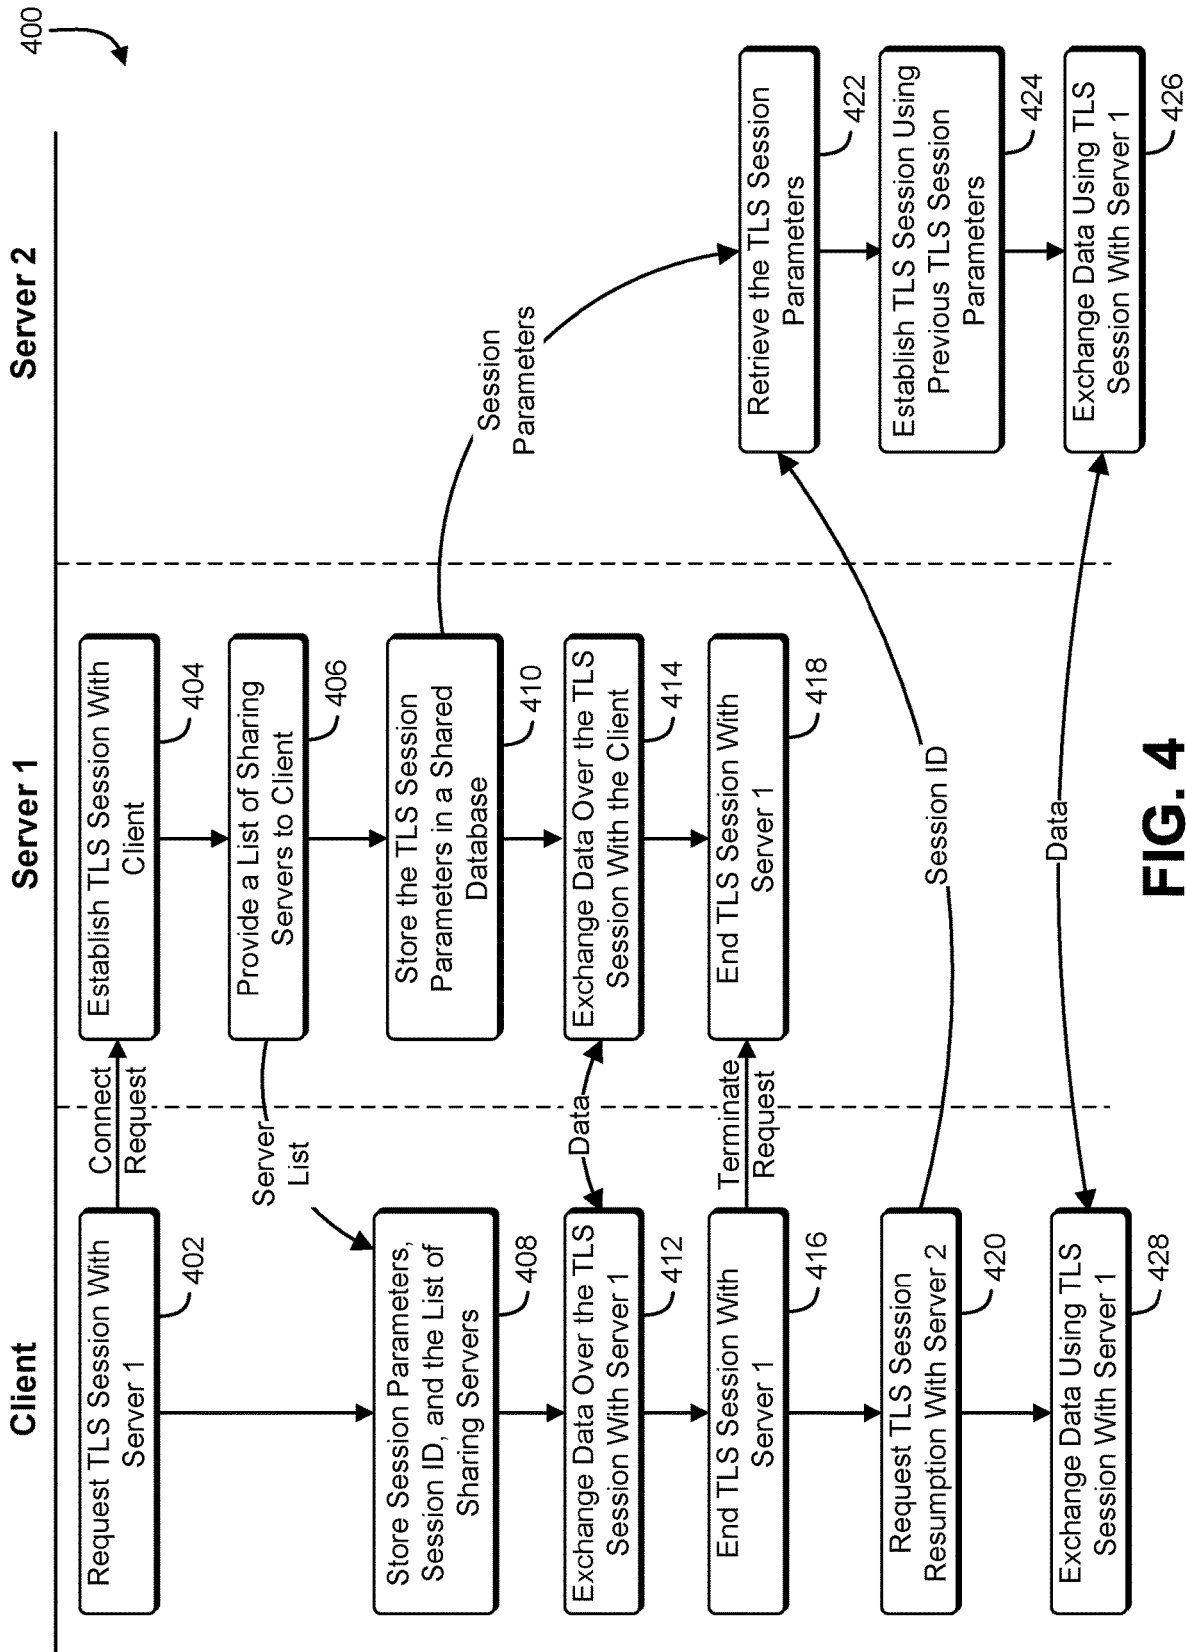 400
Client
Server 1
Server 2
Request TLS Session With
Server 1
402
Connect
Request
Establish TLS Session With
Client
404
Provide a List of Sharing
Servers to Client
406
Server
List
Store Session Parameters,
Session ID, and the List of
Sharing Servers
408
Store the TLS Session
Parameters in a Shared
Database
410
Session
Parameters
Exchange Data Over the TLS
Session With Server 1
412
Data
Exchange Data Over the TLS
Session With the Client
414
End TLS Session With
Server 1
416
Terminate
Request
End TLS Session With
Server 1
418
Retrieve the TLS Session
Parameters
422
Request TLS Session
Resumption With Server 2
420
Session ID
Establish TLS Session Using
Previous TLS Session
Parameters
424
Exchange Data Using TLS
Session With Server 1
428
Data
Exchange Data Using TLS
Session With Server 1
426
FIG. 4